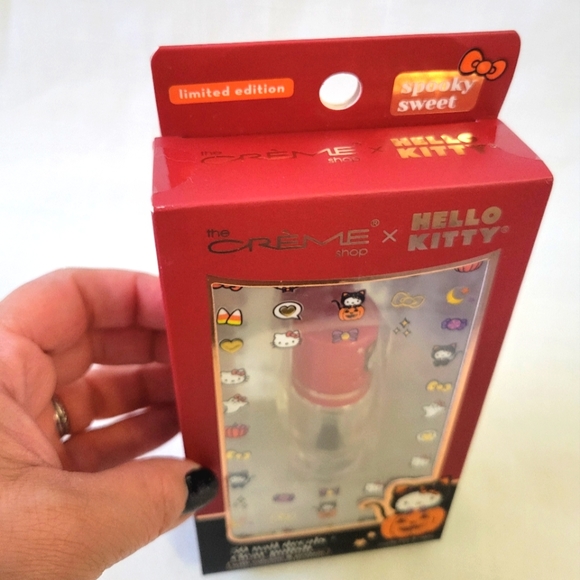 limited edition
spooky
sweet
the CRÈME shop × HELLO KITTY
the CRÈME® shop × HELLO KITTY®